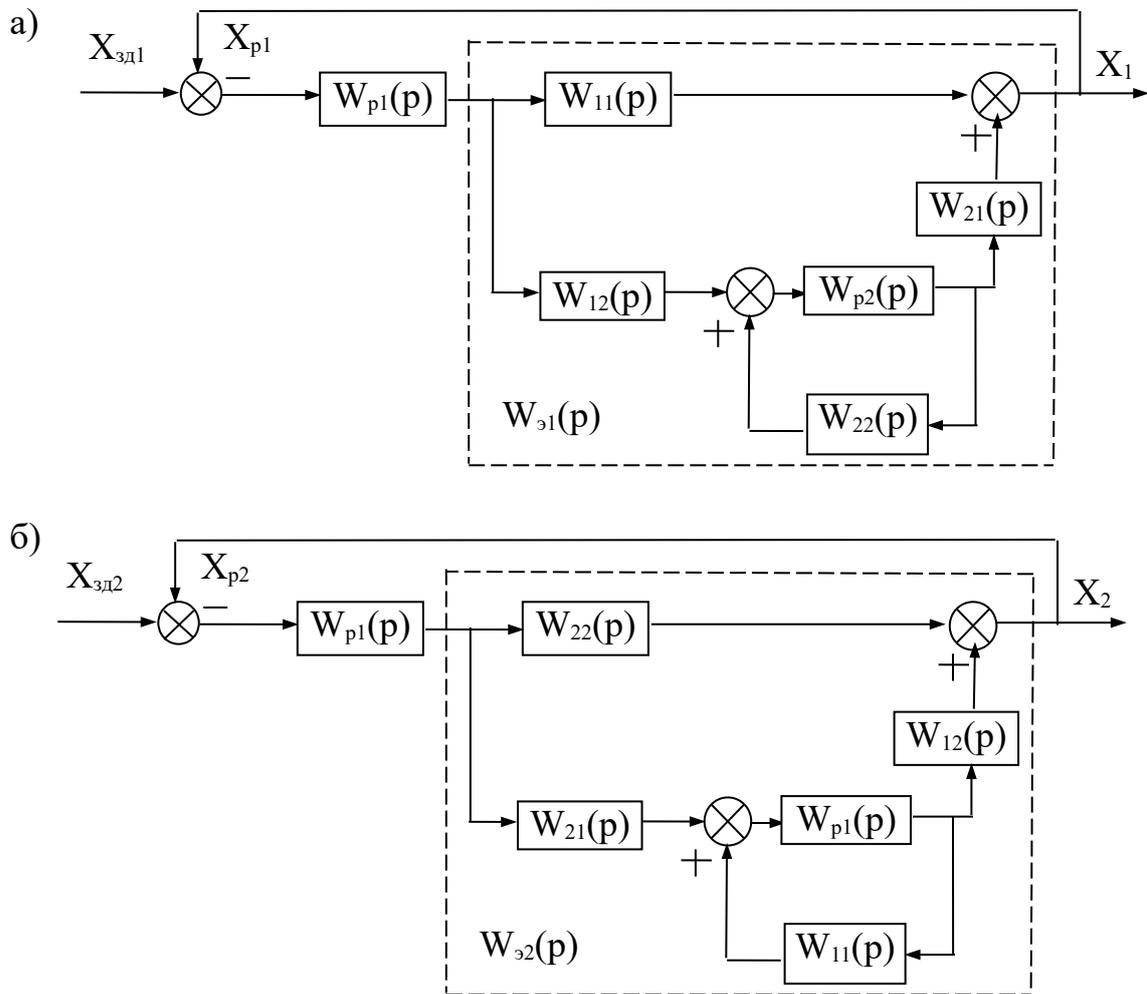 а)
Xзд1 Xр1 X1
− Wр1(р) W11(р)
+
W21(р)
W12(р) Wр2(р)
+
Wэ1(р) W22(р)
б)
Xзд2 Xр2 X2
− Wр1(р) W22(р)
+
W12(р)
W21(р) Wр1(р)
+
Wэ2(р) W11(р)